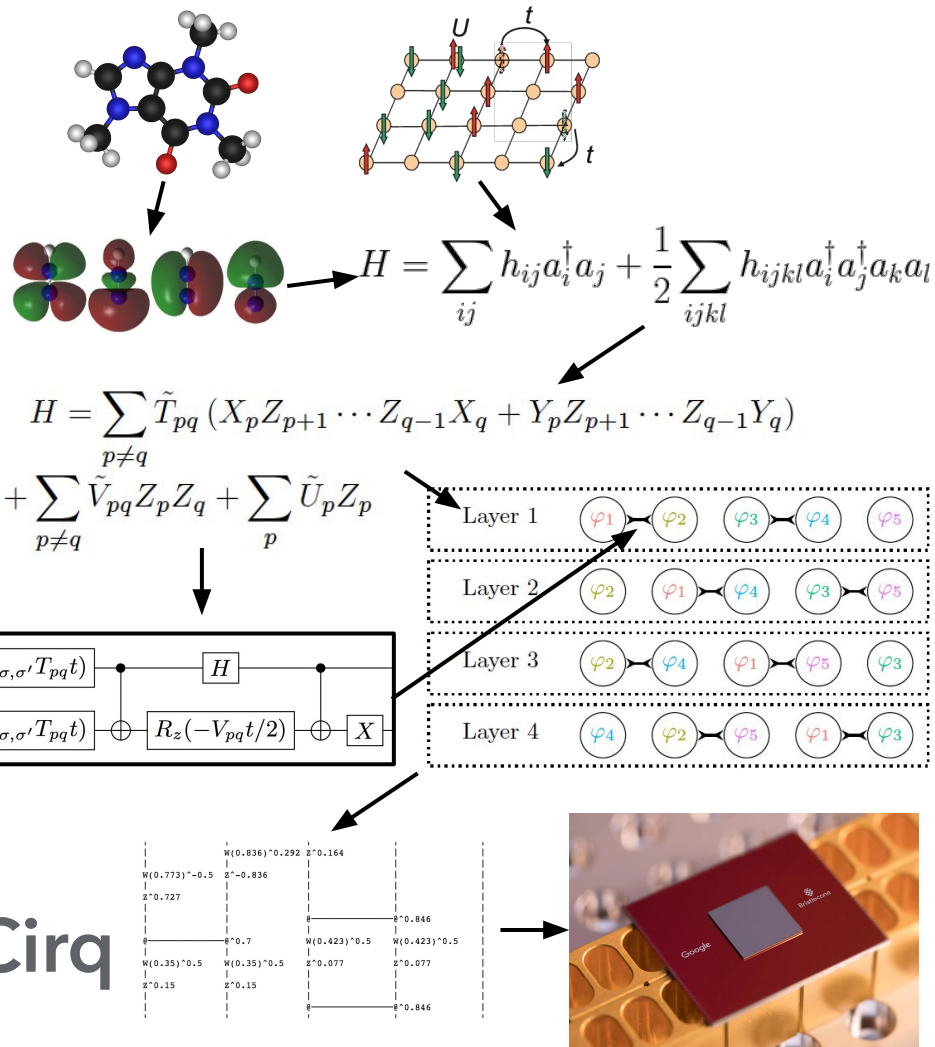 U
t
t
H = ∑_{ij} h_{ij} a_i^† a_j + 1/2 ∑_{ijkl} h_{ijkl} a_i^† a_j^† a_k a_l
H = ∑_{p≠q} T̃_{pq} (X_p Z_{p+1} ⋯ Z_{q−1} X_q + Y_p Z_{p+1} ⋯ Z_{q−1} Y_q)
+ ∑_{p≠q} Ṽ_{pq} Z_p Z_q + ∑_p Ũ_p Z_p
Layer 1 φ1 φ2 φ3 φ4 φ5
Layer 2 φ2 φ1 φ4 φ3 φ5
Layer 3 φ2 φ4 φ1 φ5 φ3
Layer 4 φ4 φ2 φ5 φ1 φ3
σ,σ′ T_{pq}t) H
σ,σ′ T_{pq}t) R_z(−V_{pq}t/2) X
W(0.836)^0.292 Z^0.164
W(0.773)^-0.5 Z^-0.836
Z^0.727
@ @^0.846
@ @^0.7 W(0.423)^0.5 W(0.423)^0.5
W(0.35)^0.5 W(0.35)^0.5 Z^0.077 Z^0.077
Z^0.15 Z^0.15
@ @^0.846
Cirq
Google
Bristlecone